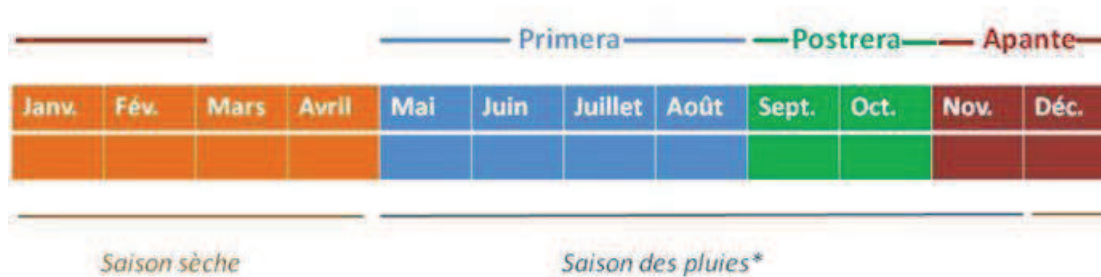 Primera Postrera Apante
Janv. Fév. Mars Avril Mai Juin Juillet Août Sept. Oct. Nov. Déc.
Saison sèche Saison des pluies*